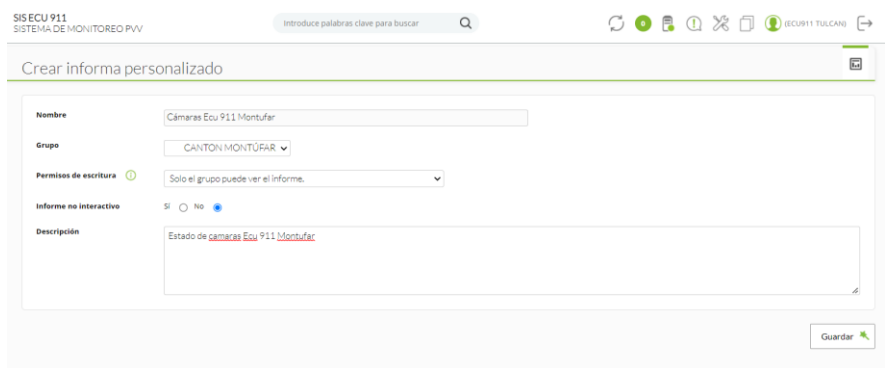 SIS ECU 911
SISTEMA DE MONITOREO PVV
Introduce palabras clave para buscar
0
(ECU911 TULCAN)
Crear informa personalizado
Nombre
Cámaras Ecu 911 Montufar
Grupo
CANTON MONTÚFAR
Permisos de escritura
Solo el grupo puede ver el informe.
Informe no interactivo
Sí
No
Descripción
Estado de camaras Ecu 911 Montufar
Guardar